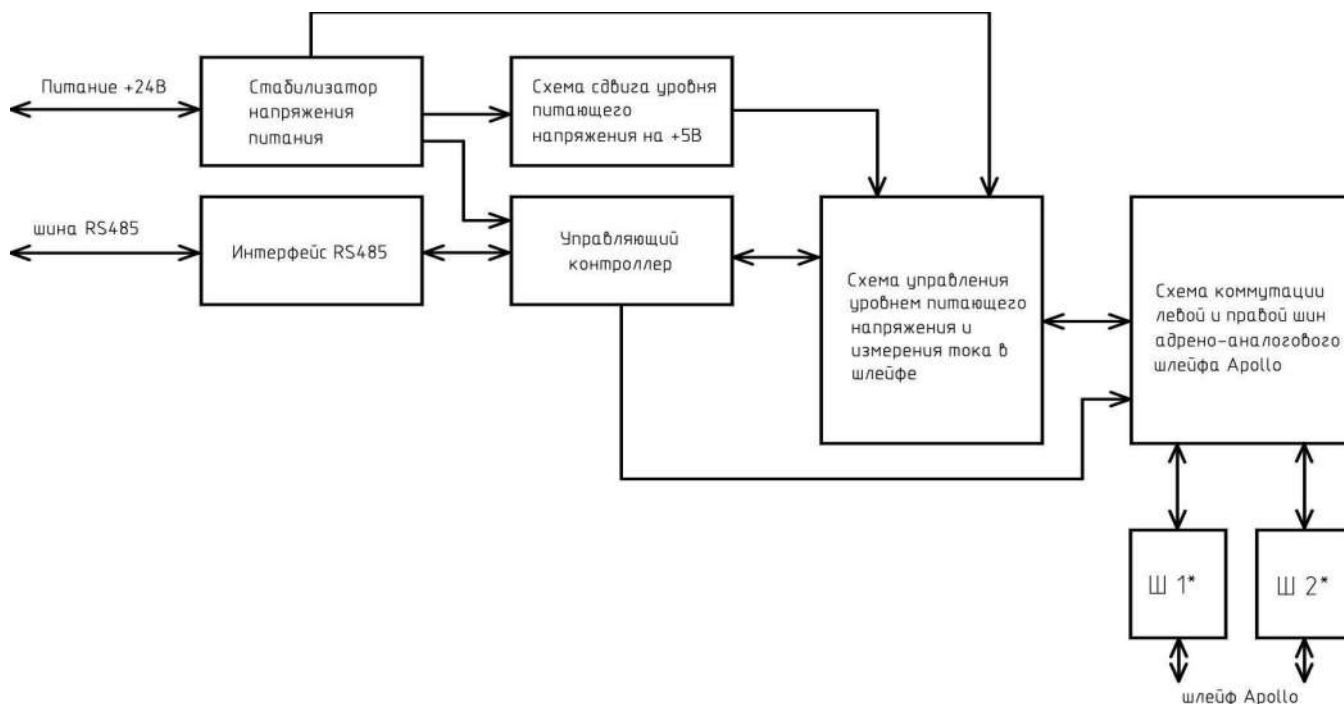 Питание +24В
Стабилизатор
напряжения
питания
Схема сдвига уровня
питающего
напряжения на +5В
шина RS485
Интерфейс RS485
Управляющий
контроллер
Схема управления
уровнем питающего
напряжения и
измерения тока в
шлейфе
Схема коммутации
левой и правой шин
адрено-аналогового
шлейфа Apollo
Ш 1*
Ш 2*
шлейф Apollo